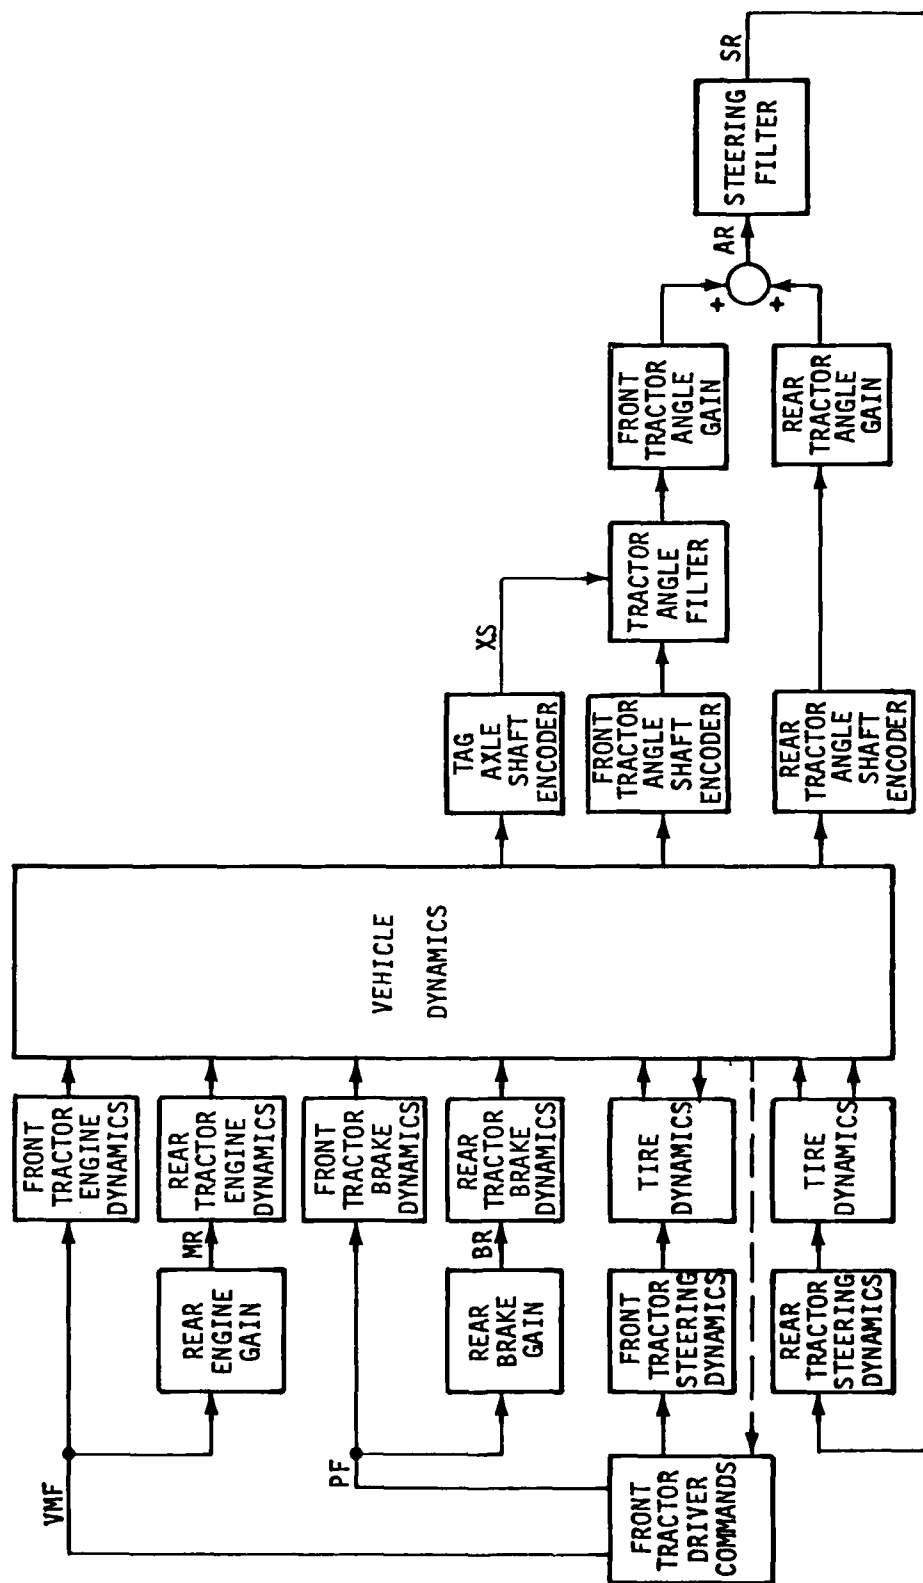 VMF
FRONT
TRACTOR
ENGINE
DYNAMICS
REAR
ENGINE
GAIN
MR
REAR
TRACTOR
ENGINE
DYNAMICS
PF
FRONT
TRACTOR
BRAKE
DYNAMICS
REAR
BRAKE
GAIN
BR
REAR
TRACTOR
BRAKE
DYNAMICS
FRONT
TRACTOR
DRIVER
COMMANDS
FRONT
TRACTOR
STEERING
DYNAMICS
TIRE
DYNAMICS
REAR
TRACTOR
STEERING
DYNAMICS
TIRE
DYNAMICS
VEHICLE
DYNAMICS
TAG
AXLE
SHAFT
ENCODER
XS
FRONT
TRACTOR
ANGLE
SHAFT
ENCODER
TRACTOR
ANGLE
FILTER
FRONT
TRACTOR
ANGLE
GAIN
REAR
TRACTOR
ANGLE
SHAFT
ENCODER
REAR
TRACTOR
ANGLE
GAIN
+
+
AR
STEERING
FILTER
SR